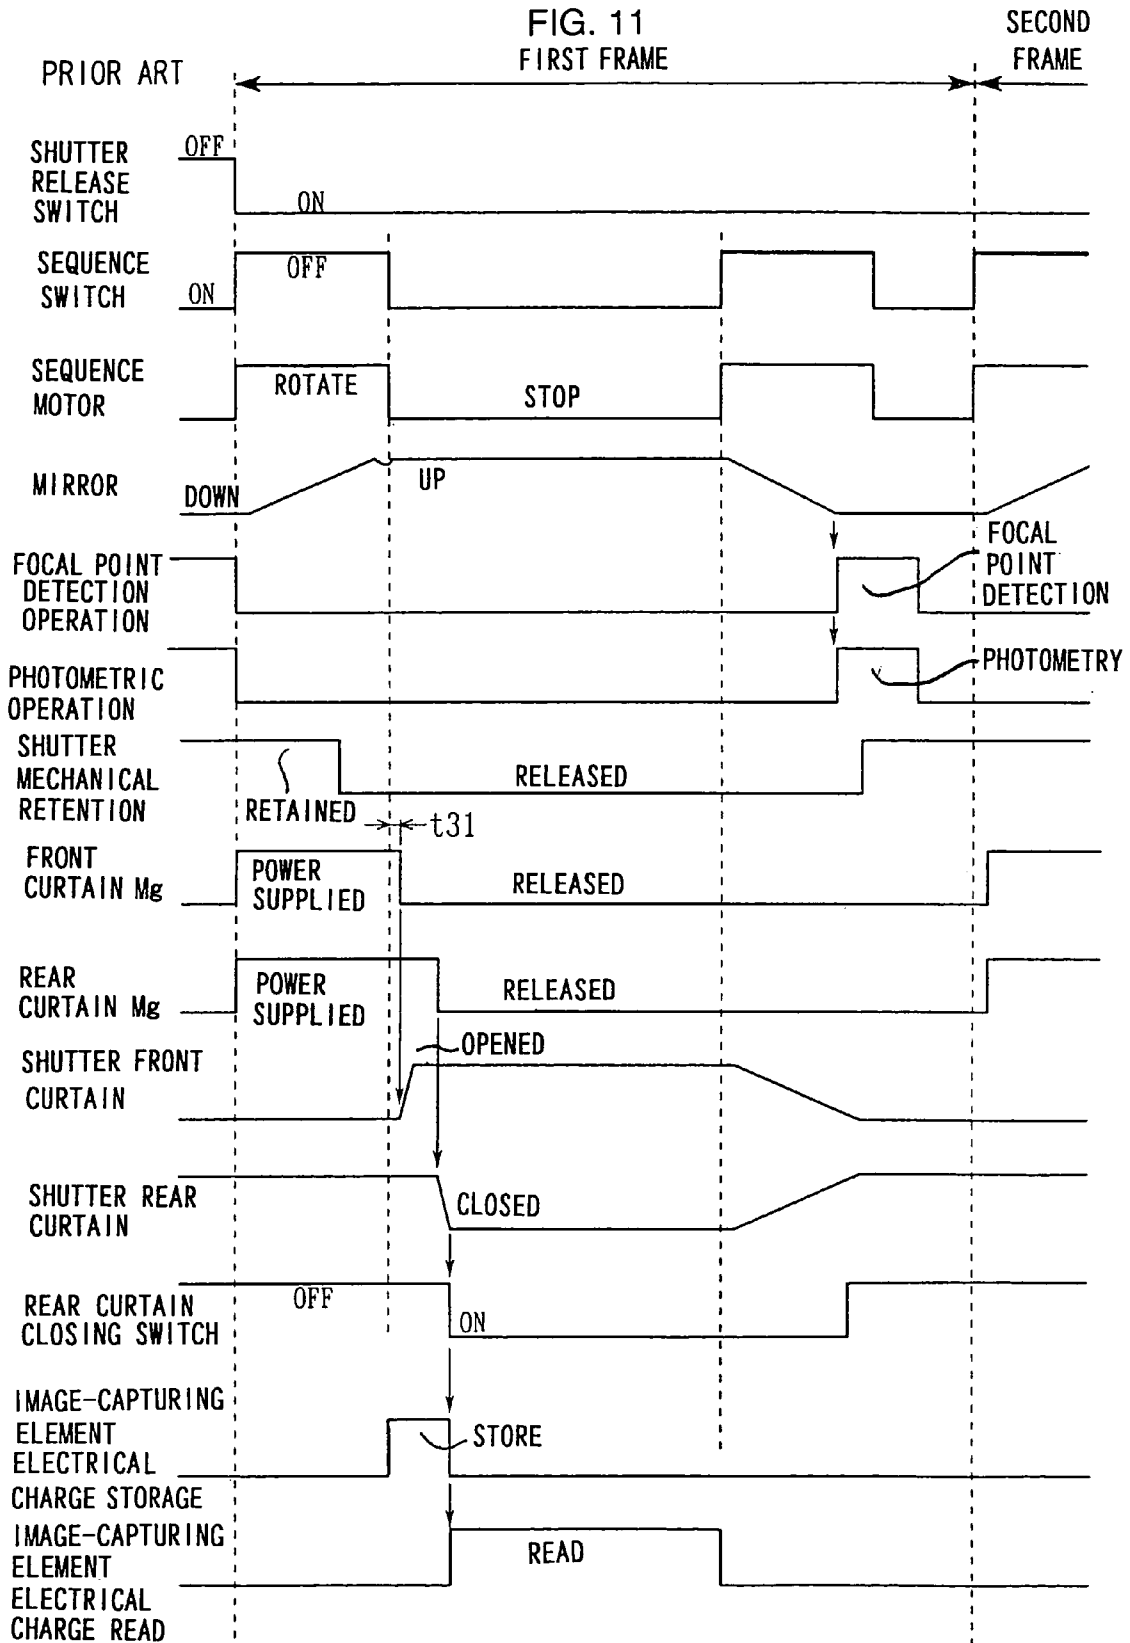 FIG. 11
PRIOR ART
FIRST FRAME
SECOND
FRAME
SHUTTER
RELEASE
SWITCH
OFF
ON
SEQUENCE
SWITCH
ON
OFF
SEQUENCE
MOTOR
ROTATE
STOP
MIRROR
DOWN
UP
FOCAL POINT
DETECTION
OPERATION
FOCAL
POINT
DETECTION
PHOTOMETRIC
OPERATION
PHOTOMETRY
SHUTTER
MECHANICAL
RETENTION
RETAINED
RELEASED
t31
FRONT
CURTAIN Mg
POWER
SUPPLIED
RELEASED
REAR
CURTAIN Mg
POWER
SUPPLIED
RELEASED
SHUTTER FRONT
CURTAIN
OPENED
SHUTTER REAR
CURTAIN
CLOSED
REAR CURTAIN
CLOSING SWITCH
OFF
ON
IMAGE-CAPTURING
ELEMENT
ELECTRICAL
CHARGE STORAGE
STORE
IMAGE-CAPTURING
ELEMENT
ELECTRICAL
CHARGE READ
READ